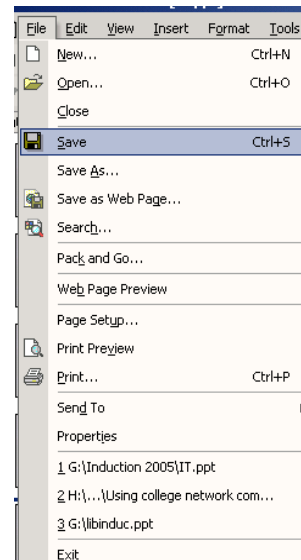 File Edit View Insert Format Tools
New... Ctrl+N
Open... Ctrl+O
Close
Save Ctrl+S
Save As...
Save as Web Page...
Search...
Pack and Go...
Web Page Preview
Page Setup...
Print Preview
Print... Ctrl+P
Send To
Properties
1 G:\Induction 2005\IT.ppt
2 H:\...\Using college network com...
3 G:\libinduc.ppt
Exit